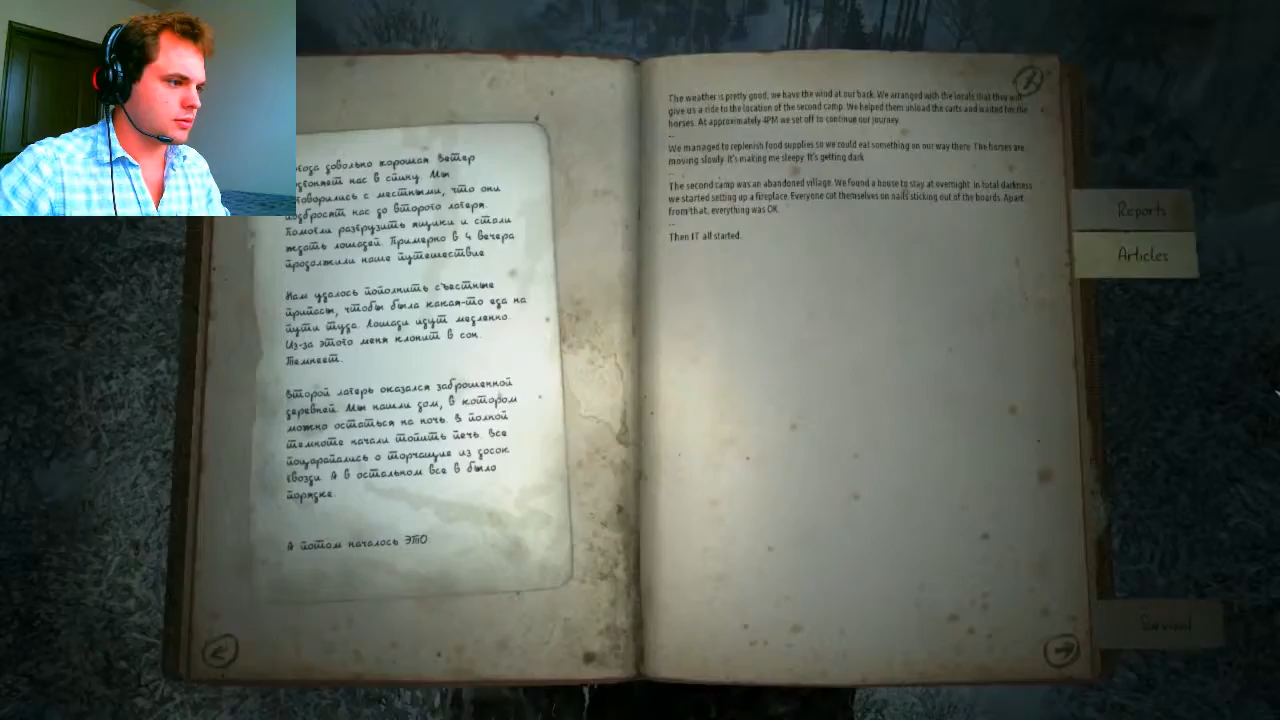 довольно хорошая. Ветер
нас в спину. Мы
с местными, что они
подбросят нас до второго лагеря.
Помогли разгрузить ящики и стали
ждать лошадей. Примерно в 4 вечера
продолжили наше путешествие
Нам удалось пополнить съестные
припасы, чтобы была какая-то еда на
пути туда. Лошади идут медленно.
Из-за этого меня клонит в сон.
Темнеет.
Второй лагерь оказался заброшенной
деревней. Мы нашли дом, в котором
можно остаться на ночь. В полной
темноте начали топить печь. Все
поцарапались о торчащие из досок
гвозди. А в остальном все в было
порядке.
А потом началось ЭТО.
The weather is pretty good, we have the wind at our back. We arranged with the locals that they will
give us a ride to the location of the second camp. We helped them unload the carts and waited for the
horses. At approximately 4PM we set off to continue our journey.
...
We managed to replenish food supplies so we could eat something on our way there. The horses are
moving slowly. It's making me sleepy. It's getting dark.
...
The second camp was an abandoned village. We found a house to stay at overnight. In total darkness
we started setting up a fireplace. Everyone cut themselves on nails sticking out of the boards. Apart
from that, everything was OK.
...
Then IT all started.
Reports
Articles